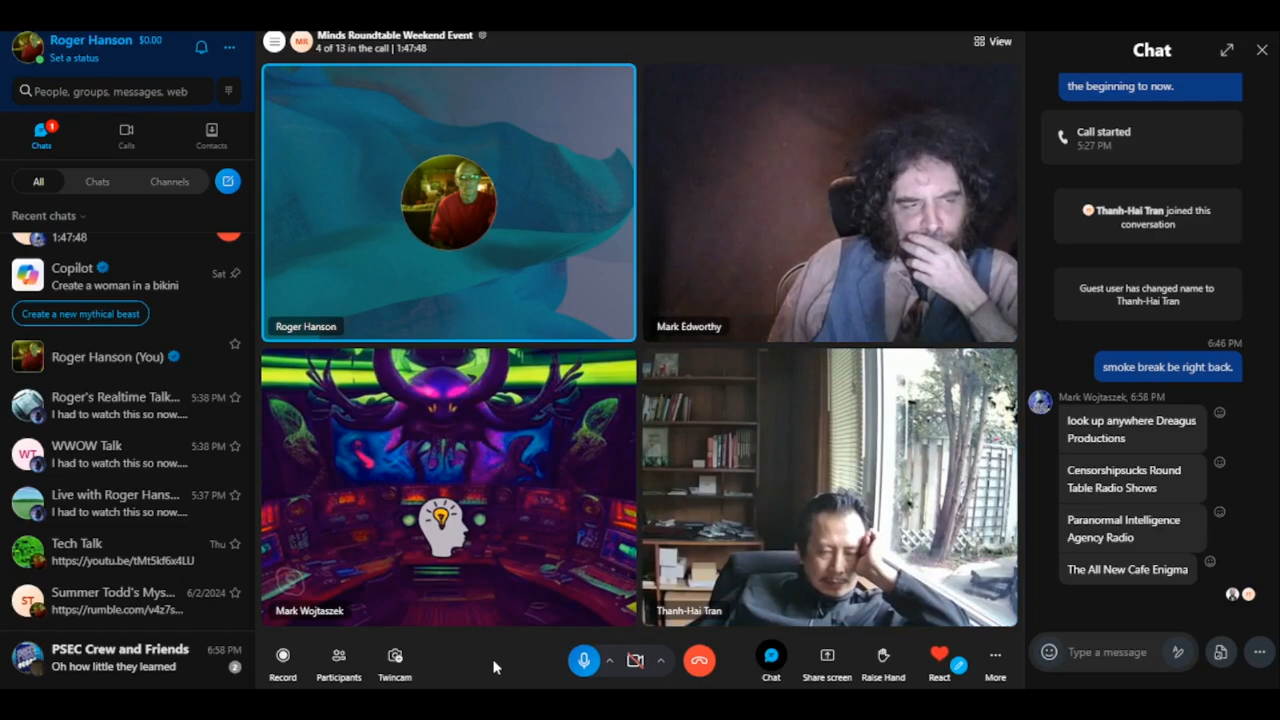 Roger Hanson $0.00
Set a status
People, groups, messages, web
1
Chats
Calls
Contacts
All
Chats
Channels
Recent chats
1:47:48
Copilot
Sat
Create a woman in a bikini
Create a new mythical beast
Roger Hanson (You)
Roger's Realtime Talk...
5:38 PM
I had to watch this so now....
WT
WWOW Talk
5:38 PM
I had to watch this so now....
Live with Roger Hans...
5:37 PM
I had to watch this so now....
Tech Talk
Thu
https://youtu.be/tMt5kf6x4LU
ST
Summer Todd's Mys...
6/2/2024
https://rumble.com/v4z7s...
PSEC Crew and Friends
6:58 PM
Oh how little they learned
2
MR
Minds Roundtable Weekend Event
4 of 13 in the call | 1:47:48
View
Roger Hanson
Mark Edworthy
Mark Wojtaszek
Thanh-Hai Tran
Record
Participants
Twincam
Chat
Share screen
Raise Hand
React
More
Chat
the beginning to now.
Call started
5:27 PM
Thanh-Hai Tran joined this
conversation
Guest user has changed name to
Thanh-Hai Tran
6:46 PM
smoke break be right back.
Mark Wojtaszek, 6:58 PM
look up anywhere Dreagus
Productions
Censorshipsucks Round
Table Radio Shows
Paranormal Intelligence
Agency Radio
The All New Cafe Enigma
Type a message